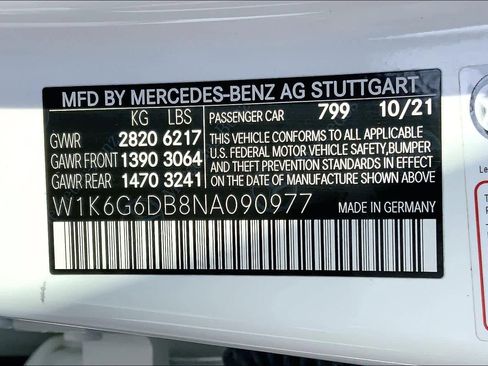 MFD BY MERCEDES-BENZ AG STUTTGART
KG LBS
GVWR 2820 6217
GAWR FRONT 1390 3064
GAWR REAR 1470 3241
PASSENGER CAR 799 10/21
THIS VEHICLE CONFORMS TO ALL APPLICABLE
U.S. FEDERAL MOTOR VEHICLE SAFETY,BUMPER
AND THEFT PREVENTION STANDARDS IN EFFECT
ON THE DATE OF MANUFACTURE SHOWN ABOVE
W1K6G6DB8NA090977 MADE IN GERMANY